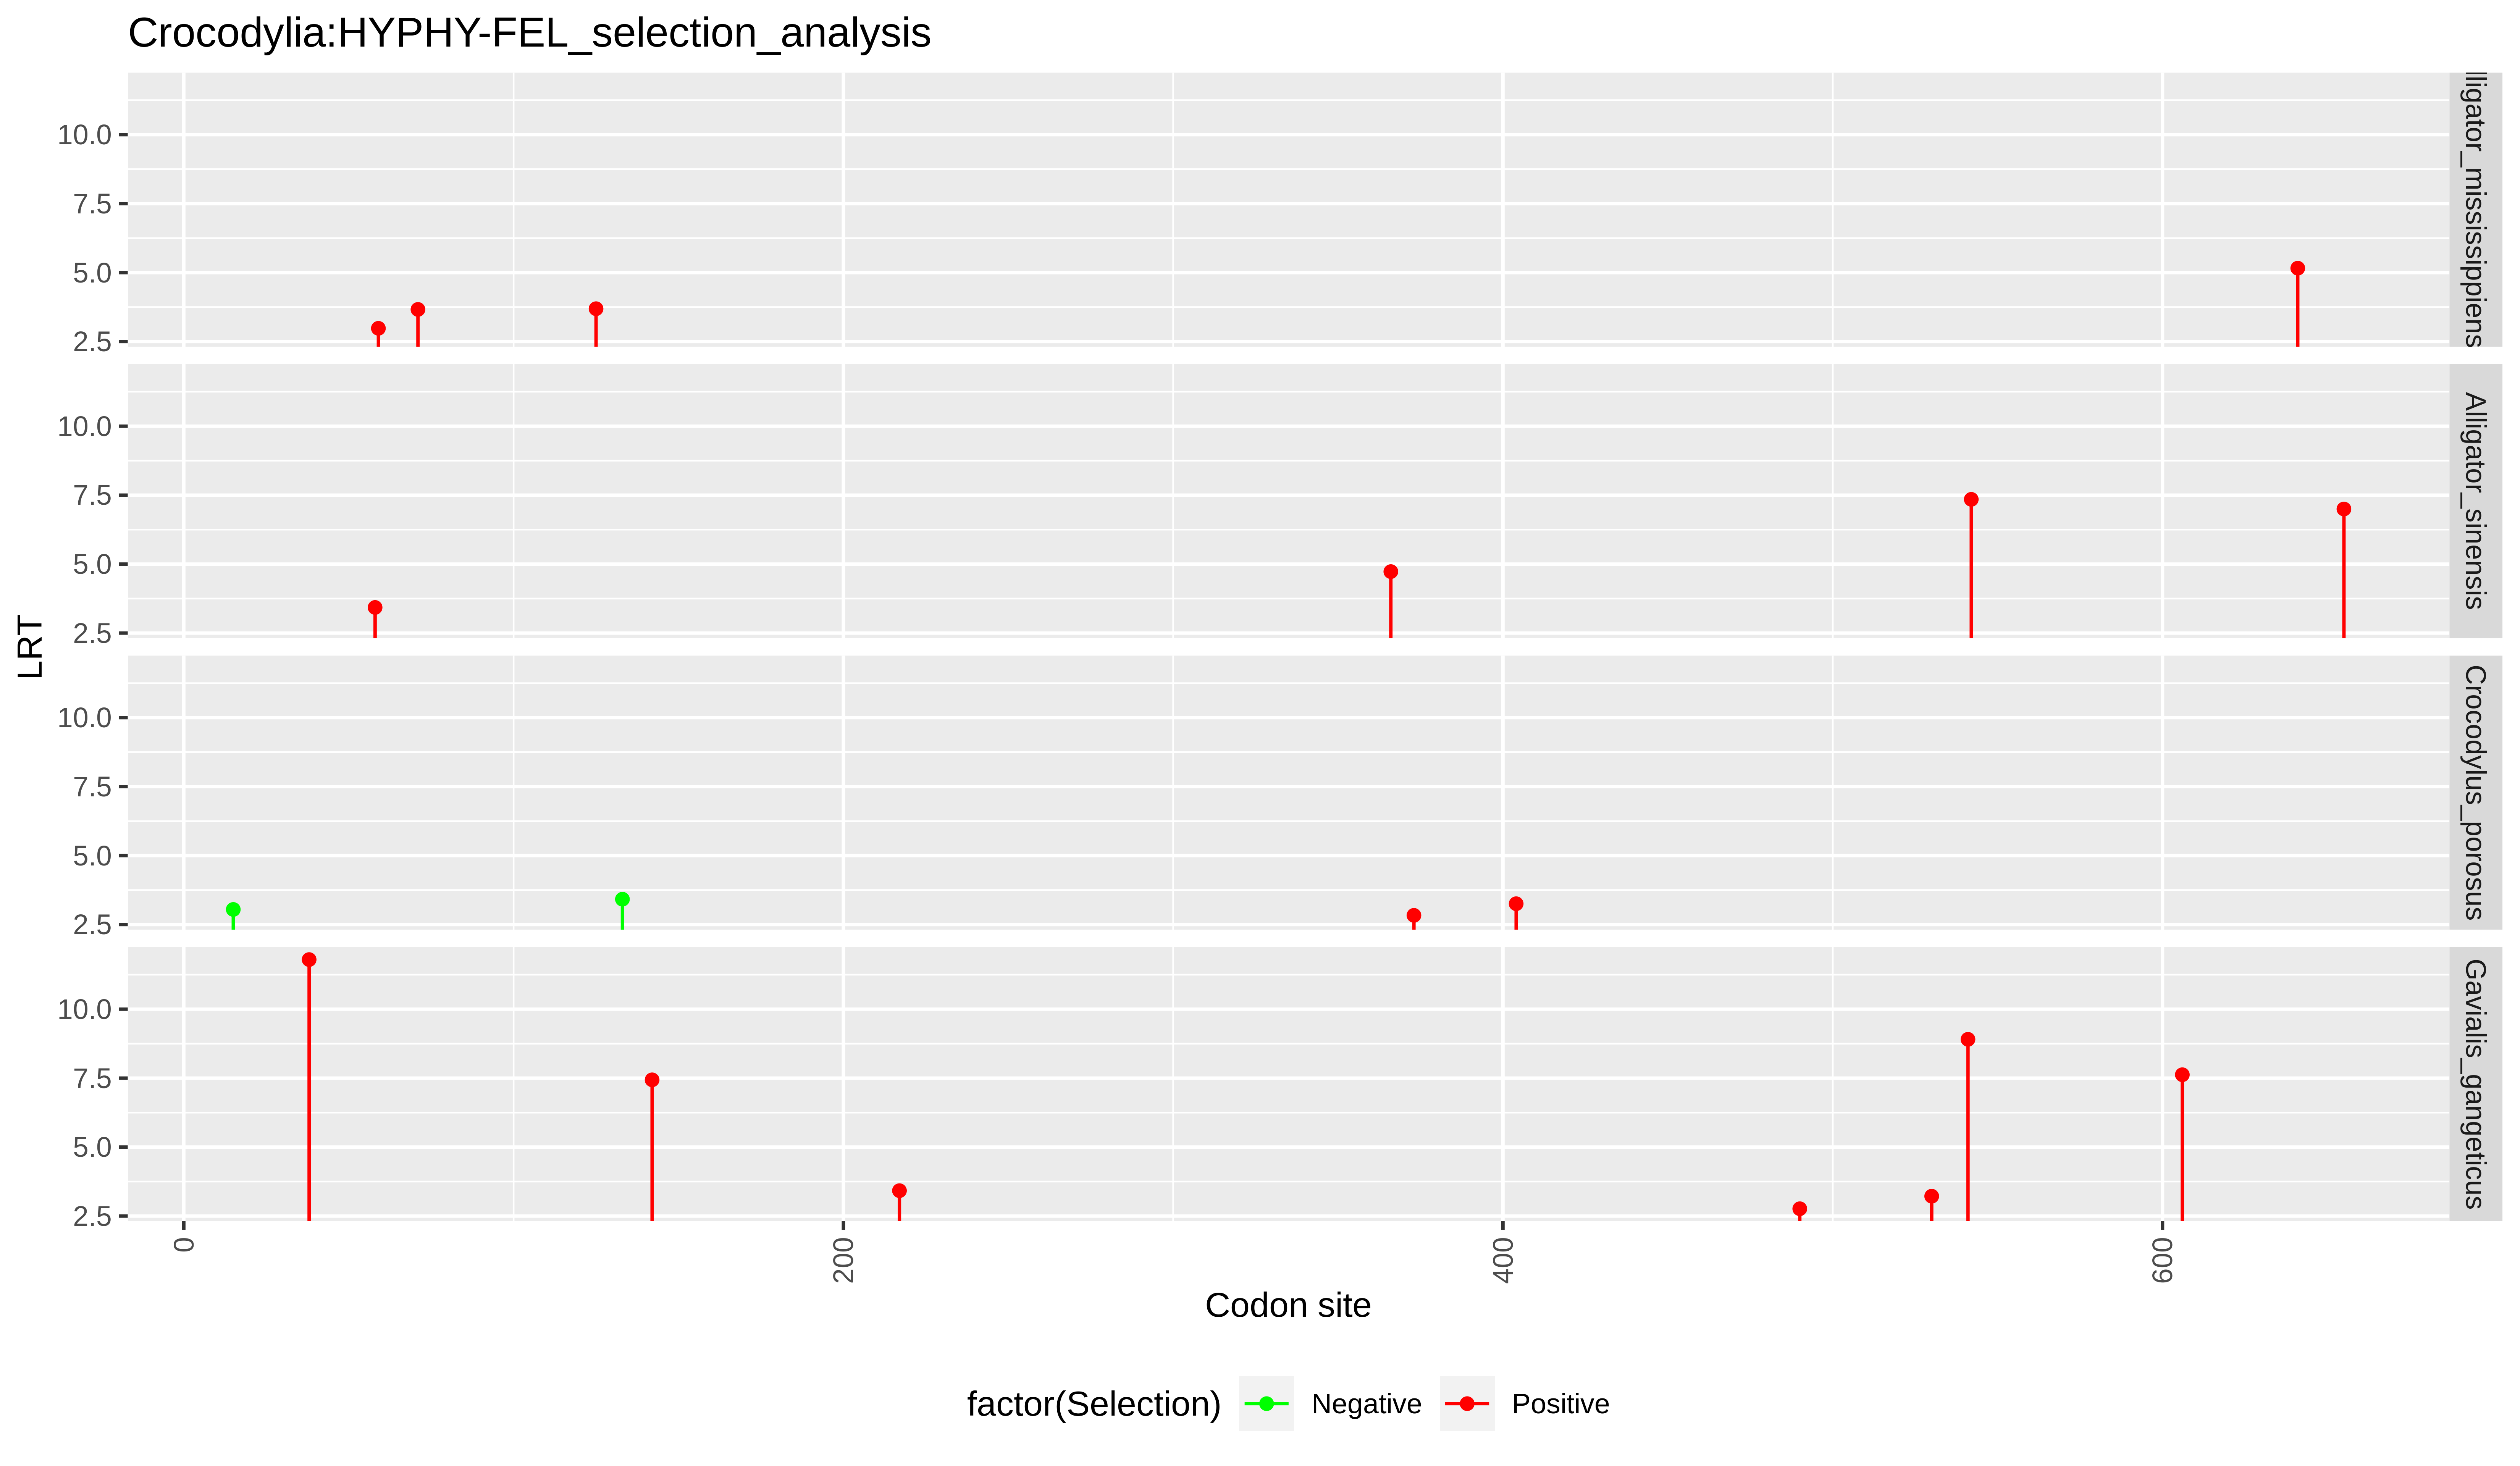 Crocodylia:HYPHY-FEL_selection_analysis
10.0
7.5
5.0
2.5
lligator_mississippiens
10.0
7.5
5.0
2.5
Alligator_sinensis
LRT
10.0
7.5
5.0
2.5
Crocodylus_porosus
10.0
7.5
5.0
2.5
Gavialis_gangeticus
0
200
400
600
Codon site
factor(Selection) Negative Positive